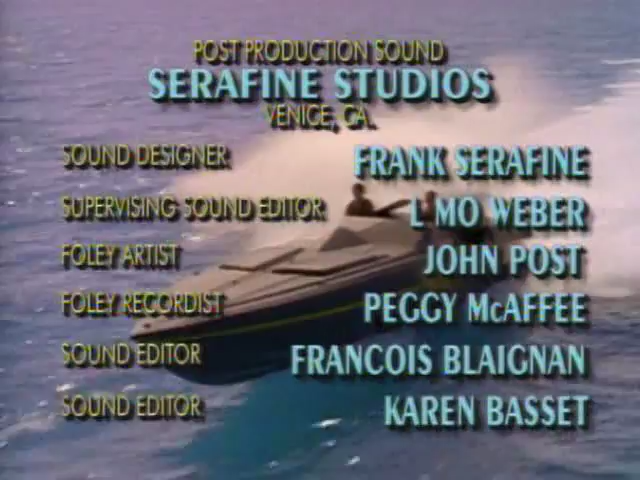 POST PRODUCTION SOUND
SERAFINE STUDIOS
VENICE, CA.
SOUND DESIGNER FRANK SERAFINE
SUPERVISING SOUND EDITOR L MO WEBER
FOLEY ARTIST JOHN POST
FOLEY RECORDIST PEGGY McAFFEE
SOUND EDITOR FRANCOIS BLAIGNAN
SOUND EDITOR KAREN BASSET